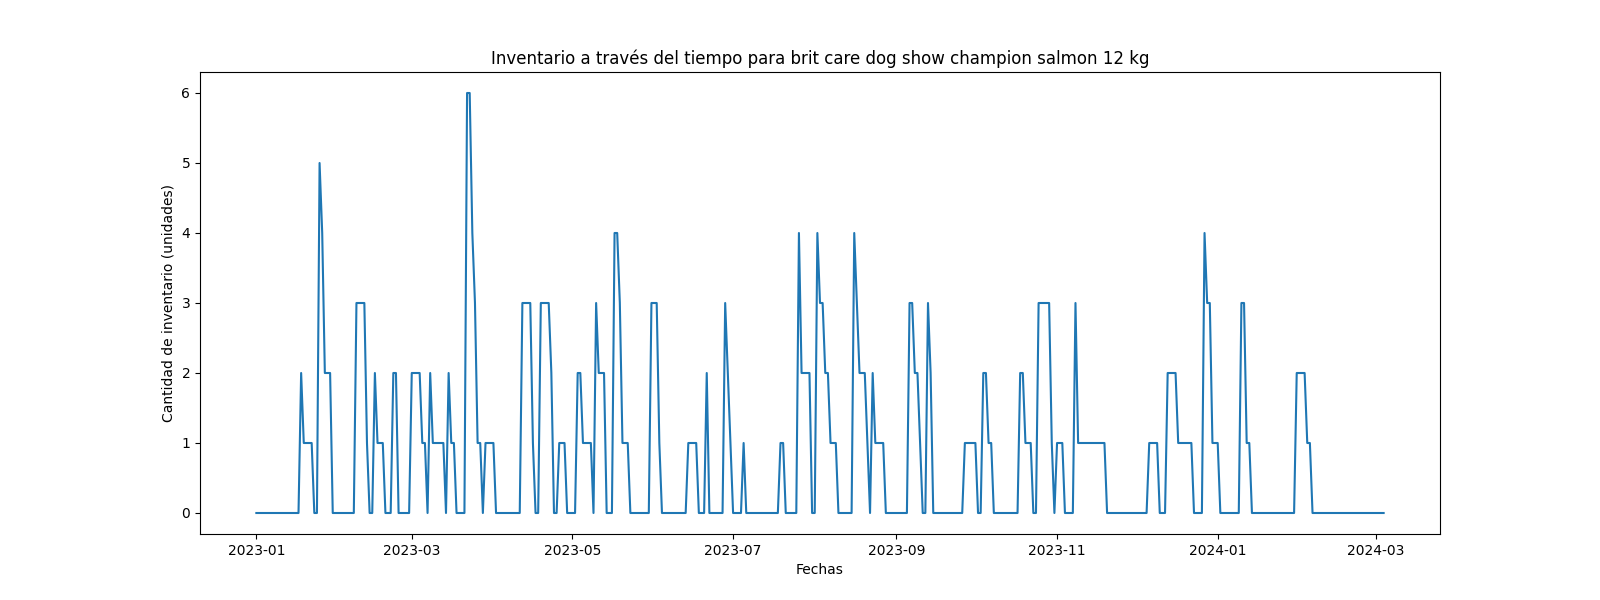 Inventario a través del tiempo para brit care dog show champion salmon 12 kg
Cantidad de inventario (unidades)
6
5
4
3
2
1
0
2023-01 2023-03 2023-05 2023-07 2023-09 2023-11 2024-01 2024-03
Fechas